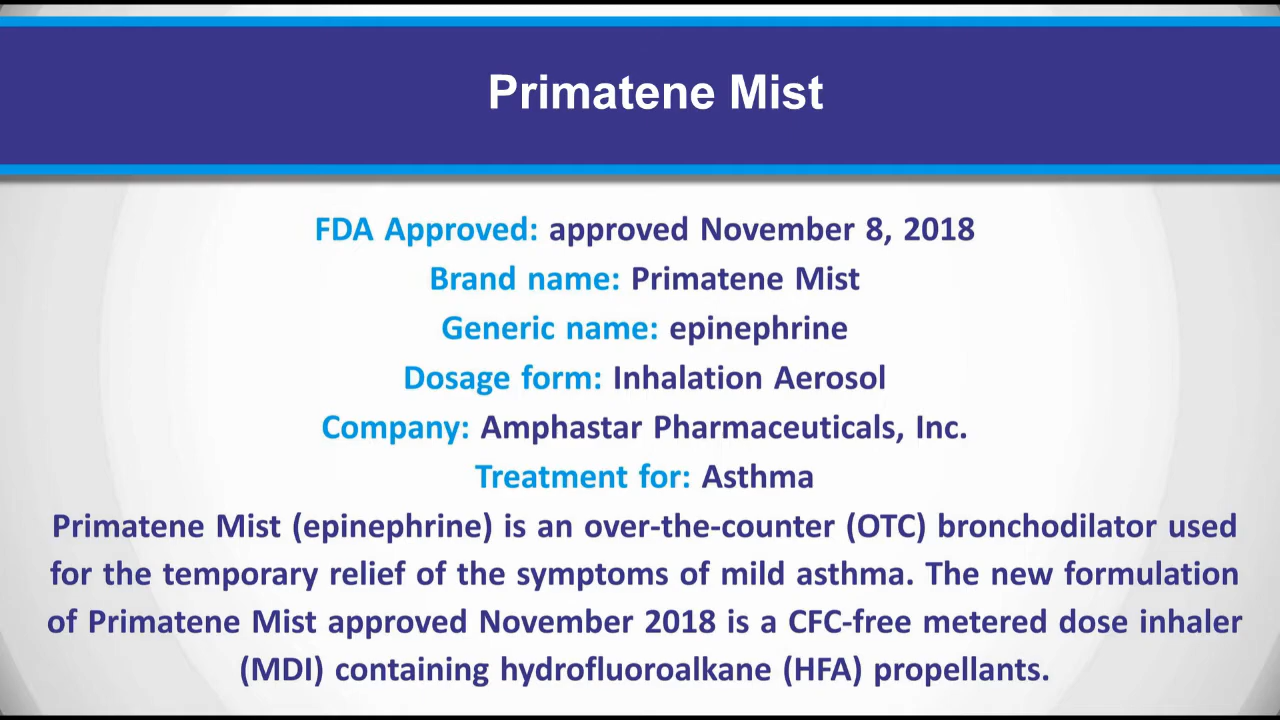 Primatene Mist
FDA Approved: approved November 8, 2018
Brand name: Primatene Mist
Generic name: epinephrine
Dosage form: Inhalation Aerosol
Company: Amphastar Pharmaceuticals, Inc.
Treatment for: Asthma
Primatene Mist (epinephrine) is an over-the-counter (OTC) bronchodilator used
for the temporary relief of the symptoms of mild asthma. The new formulation
of Primatene Mist approved November 2018 is a CFC-free metered dose inhaler
(MDI) containing hydrofluoroalkane (HFA) propellants.